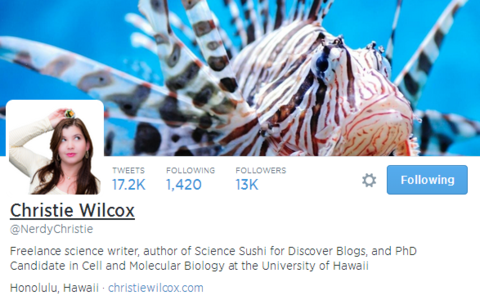 TWEETS FOLLOWING FOLLOWERS
17.2K 1,420 13K
Following
Christie Wilcox
@NerdyChristie
Freelance science writer, author of Science Sushi for Discover Blogs, and PhD
Candidate in Cell and Molecular Biology at the University of Hawaii
Honolulu, Hawaii · christiewilcox.com